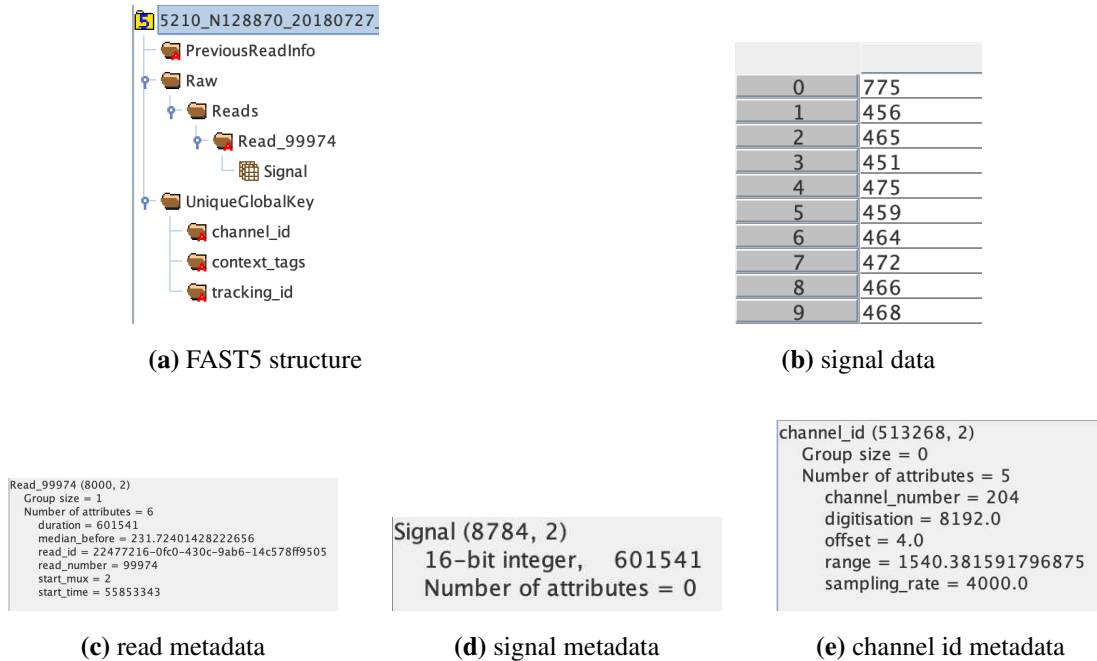 5210_N128870_20180727_
PreviousReadInfo
Raw
Reads
Read_99974
Signal
UniqueGlobalKey
channel_id
context_tags
tracking_id
(a) FAST5 structure
0 775
1 456
2 465
3 451
4 475
5 459
6 464
7 472
8 466
9 468
(b) signal data
Read_99974 (8000, 2)
Group size = 1
Number of attributes = 6
duration = 601541
median_before = 231.72401428222656
read_id = 22477216-0fc0-430c-9ab6-14c578ff9505
read_number = 99974
start_mux = 2
start_time = 55853343
(c) read metadata
Signal (8784, 2)
16-bit integer, 601541
Number of attributes = 0
(d) signal metadata
channel_id (513268, 2)
Group size = 0
Number of attributes = 5
channel_number = 204
digitisation = 8192.0
offset = 4.0
range = 1540.381591796875
sampling_rate = 4000.0
(e) channel id metadata